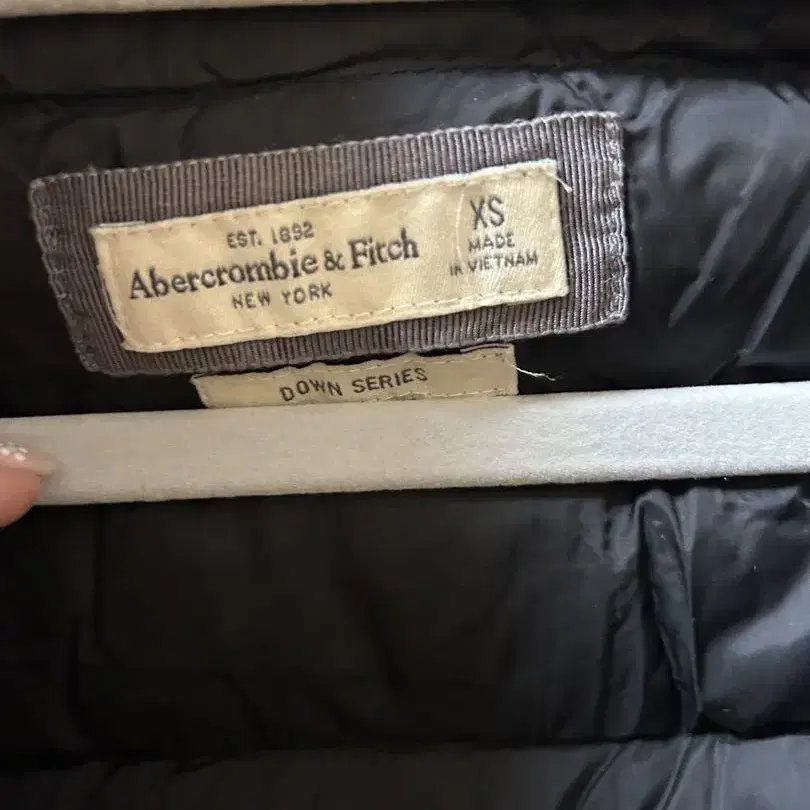 EST. 1892
Abercrombie & Fitch
NEW YORK
XS
MADE
IN VIETNAM
DOWN SERIES